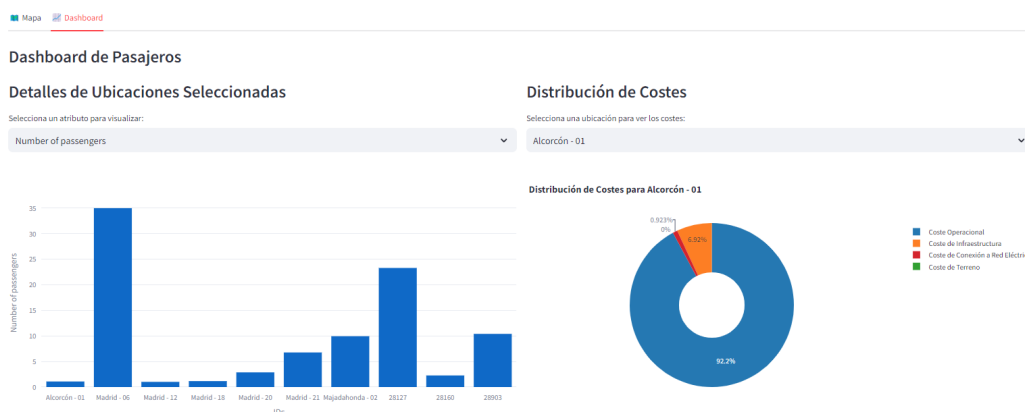 Mapa Dashboard
Dashboard de Pasajeros
Detalles de Ubicaciones Seleccionadas
Selecciona un atributo para visualizar:
Number of passengers
Number of passengers
35
30
25
20
15
10
5
0
Alcorcón - 01 Madrid - 06 Madrid - 12 Madrid - 18 Madrid - 20 Madrid - 21 Majadahonda - 02 28127 28160 28903
Distribución de Costes
Selecciona una ubicación para ver los costes:
Alcorcón - 01
Distribución de Costes para Alcorcón - 01
0.923%
0%
6.92%
92.2%
Coste Operacional
Coste de Infraestructura
Coste de Conexión a Red Eléctric
Coste de Terreno